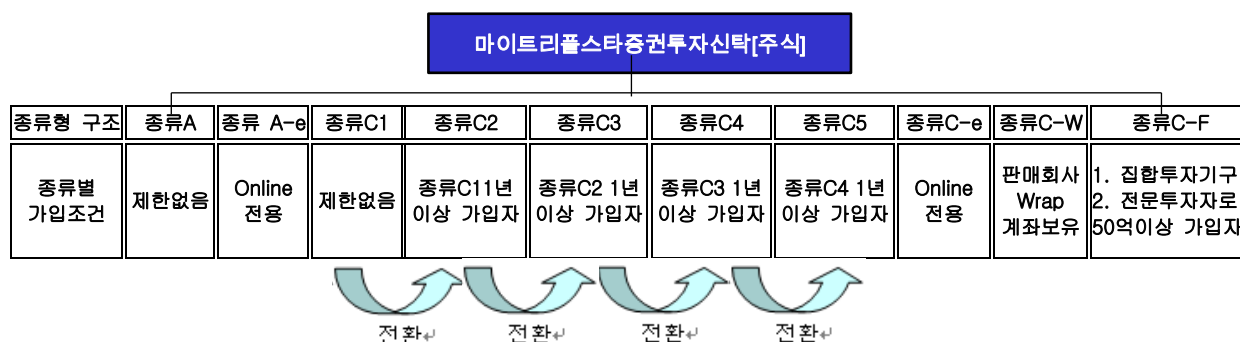 마이트리플스타증권투자신탁[주식]
종류형 구조 종류A 종류 A-e 종류C1 종류C2 종류C3 종류C4 종류C5 종류C-e 종류C-W 종류C-F
종류별
가입조건
제한없음
Online
전용
제한없음
종류C11년
이상 가입자
종류C2 1년
이상 가입자
종류C3 1년
이상 가입자
종류C4 1년
이상 가입자
Online
전용
판매회사
Wrap
계좌보유
1. 집합투자기구
2. 전문투자자로
50억이상 가입자
전환↵ 전환↵ 전환↵ 전환↵